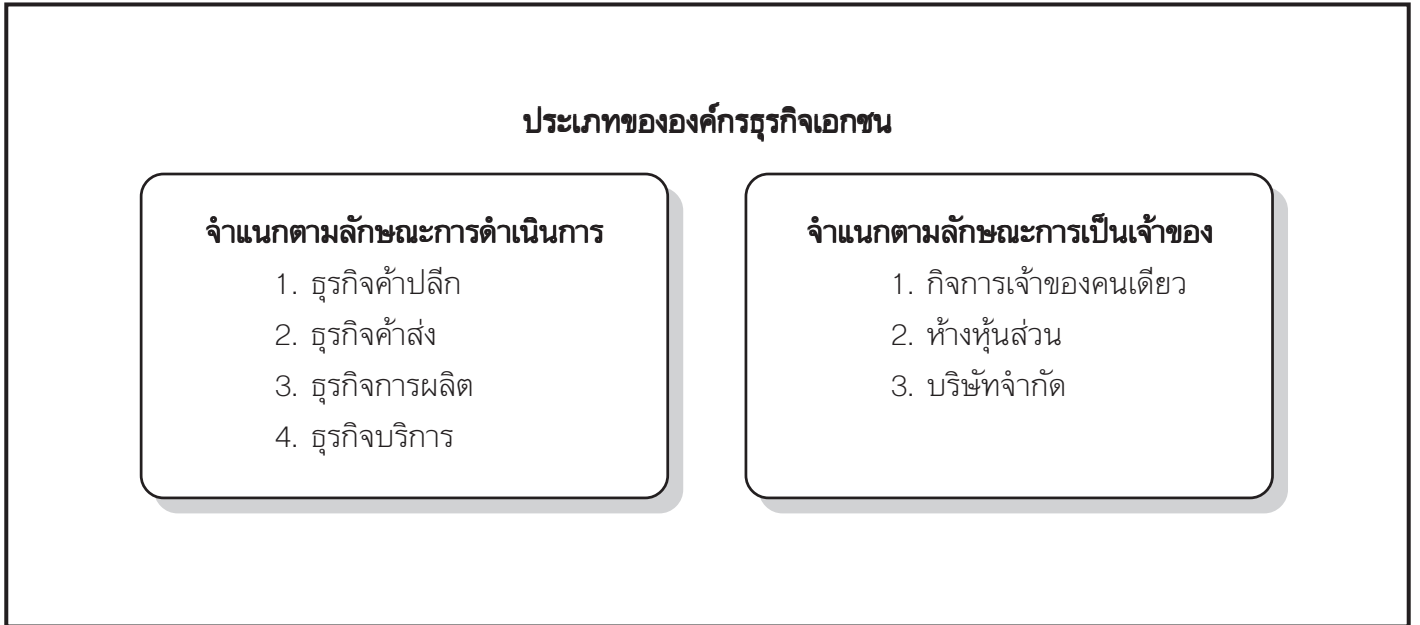 ประเภทขององค์กรธุรกิจเอกชน
จำแนกตามลักษณะการดำเนินการ
1. ธุรกิจค้าปลีก
2. ธุรกิจค้าส่ง
3. ธุรกิจการผลิต
4. ธุรกิจบริการ
จำแนกตามลักษณะการเป็นเจ้าของ
1. กิจการเจ้าของคนเดียว
2. ห้างหุ้นส่วน
3. บริษัทจำกัด